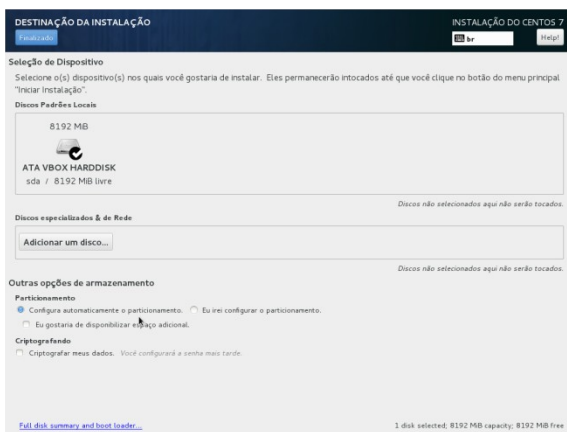 DESTINAÇÃO DA INSTALAÇÃO
INSTALAÇÃO DO CENTOS 7
Finalizado
br
Help!
Seleção de Dispositivo
Selecione o(s) dispositivo(s) nos quais você gostaria de instalar. Eles permanecerão intocados até que você clique no botão do menu principal
"Iniciar Instalação".
Discos Padrões Locais
8192 MiB
ATA VBOX HARDDISK
sda / 8192 MiB livre
Discos não selecionados aqui não serão tocados.
Discos especializados & de Rede
Adicionar um disco...
Discos não selecionados aqui não serão tocados.
Outras opções de armazenamento
Particionamento
Configura automaticamente o particionamento. Eu irei configurar o particionamento.
Eu gostaria de disponibilizar espaço adicional.
Criptografando
Criptografar meus dados. Você configurará a senha mais tarde.
Full disk summary and boot loader...
1 disk selected; 8192 MiB capacity; 8192 MiB free